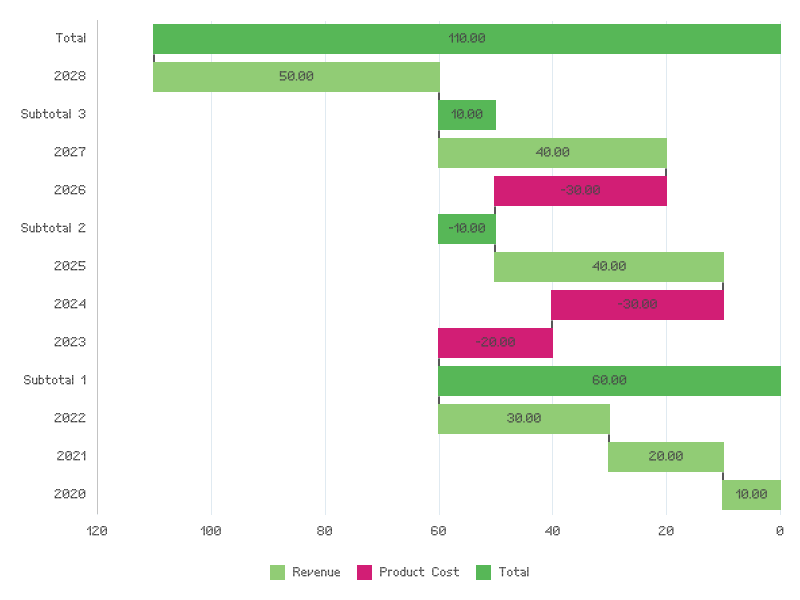 Total 110.00
2028 50.00
Subtotal 3 10.00
2027 40.00
2026 -30.00
Subtotal 2 -10.00
2025 40.00
2024 -30.00
2023 -20.00
Subtotal 1 60.00
2022 30.00
2021 20.00
2020 10.00
120 100 80 60 40 20 0
Revenue Product Cost Total